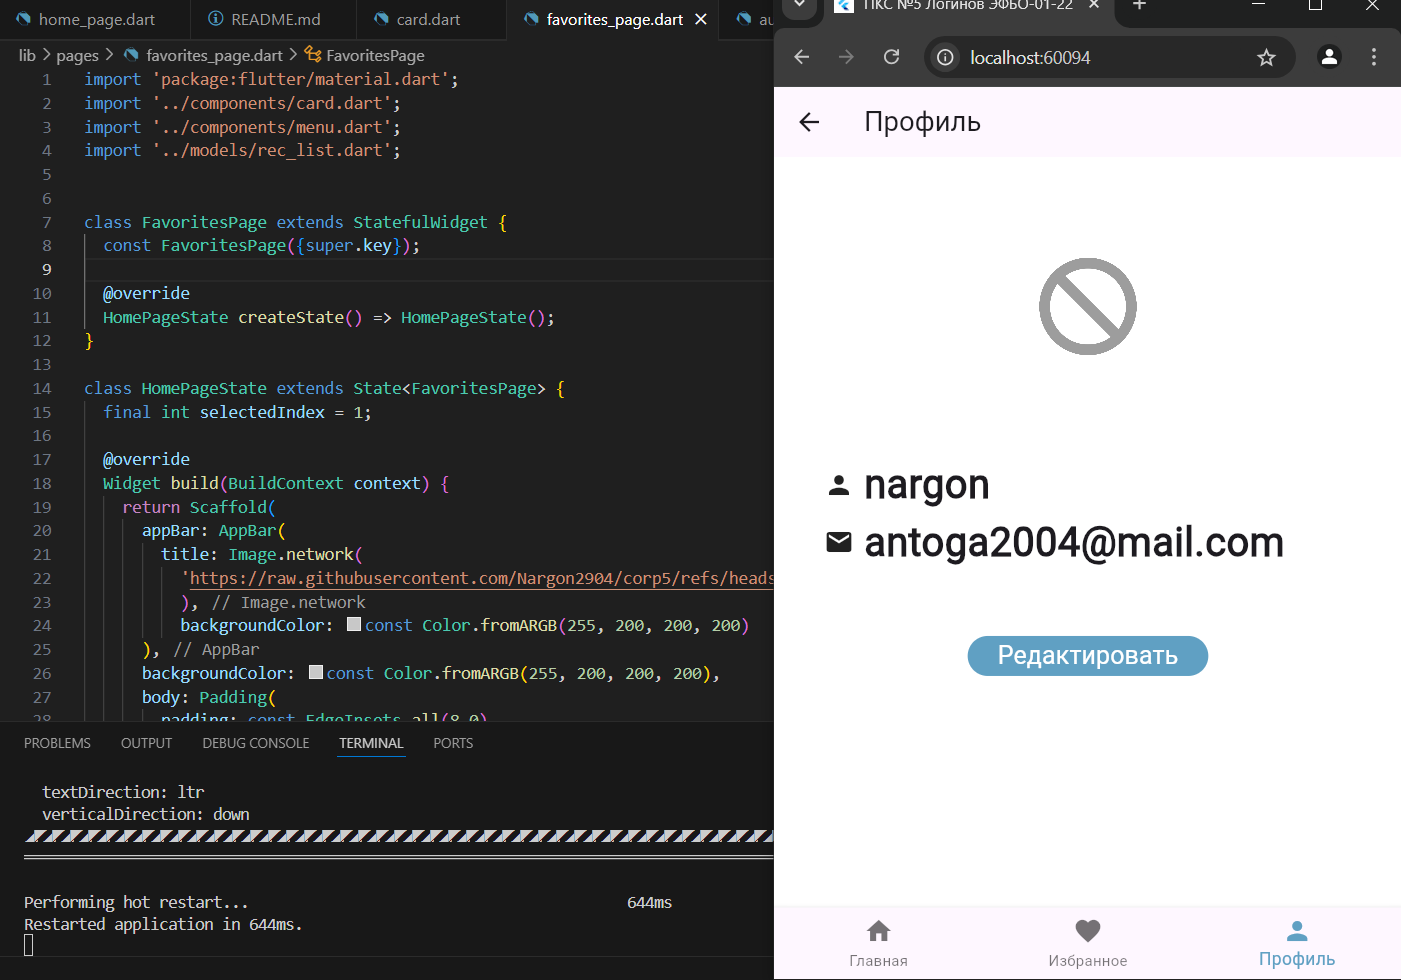 home_page.dart
README.md
card.dart
favorites_page.dart
au
lib
pages
favorites_page.dart
FavoritesPage
1 import 'package:flutter/material.dart';
2 import '../components/card.dart';
3 import '../components/menu.dart';
4 import '../models/rec_list.dart';
5
6
7 class FavoritesPage extends StatefulWidget {
8 const FavoritesPage({super.key});
9
10 @override
11 HomePageState createState() => HomePageState();
12 }
13
14 class HomePageState extends State<FavoritesPage> {
15 final int selectedIndex = 1;
16
17 @override
18 Widget build(BuildContext context) {
19 return Scaffold(
20 appBar: AppBar(
21 title: Image.network(
22 'https://raw.githubusercontent.com/Nargon2904/corp5/refs/heads
23 ), // Image.network
24 backgroundColor: const Color.fromARGB(255, 200, 200, 200)
25 ), // AppBar
26 backgroundColor: const Color.fromARGB(255, 200, 200, 200),
27 body: Padding(
28 padding: const EdgeInsets.all(8.0)
PROBLEMS
OUTPUT
DEBUG CONSOLE
TERMINAL
PORTS
textDirection: ltr
verticalDirection: down
Performing hot restart... 644ms
Restarted application in 644ms.
ПКС №5 Логинов ЭФБО-01-22
localhost:60094
Профиль
nargon
antoga2004@mail.com
Редактировать
Главная
Избранное
Профиль